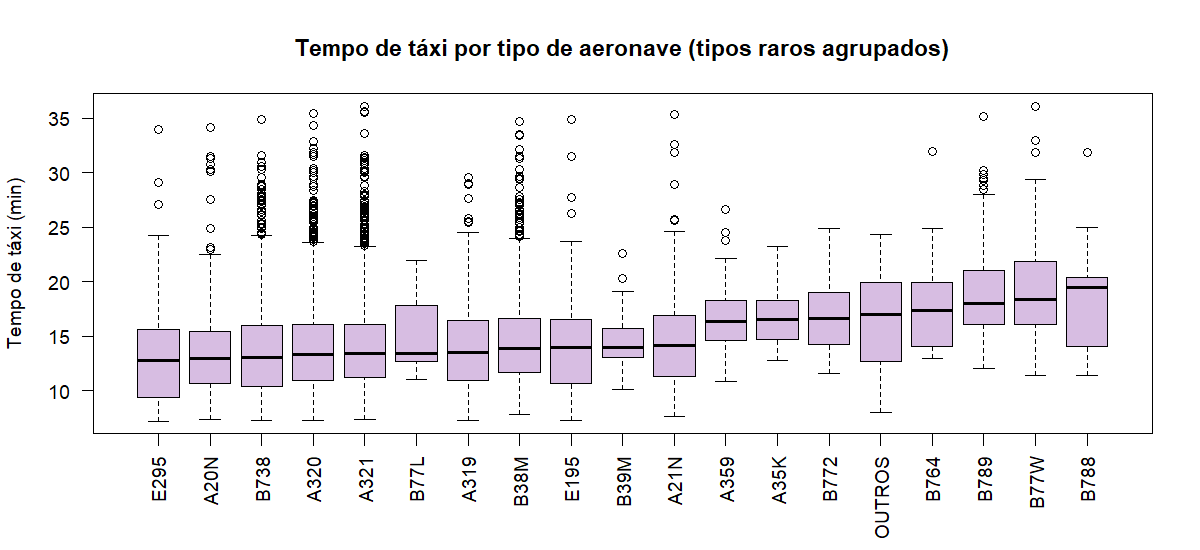 Tempo de táxi por tipo de aeronave (tipos raros agrupados)
Tempo de táxi (min)
35
30
25
20
15
10
E295
A20N
B738
A320
A321
B77L
A319
B38M
E195
B39M
A21N
A359
A35K
B772
OUTROS
B764
B789
B77W
B788